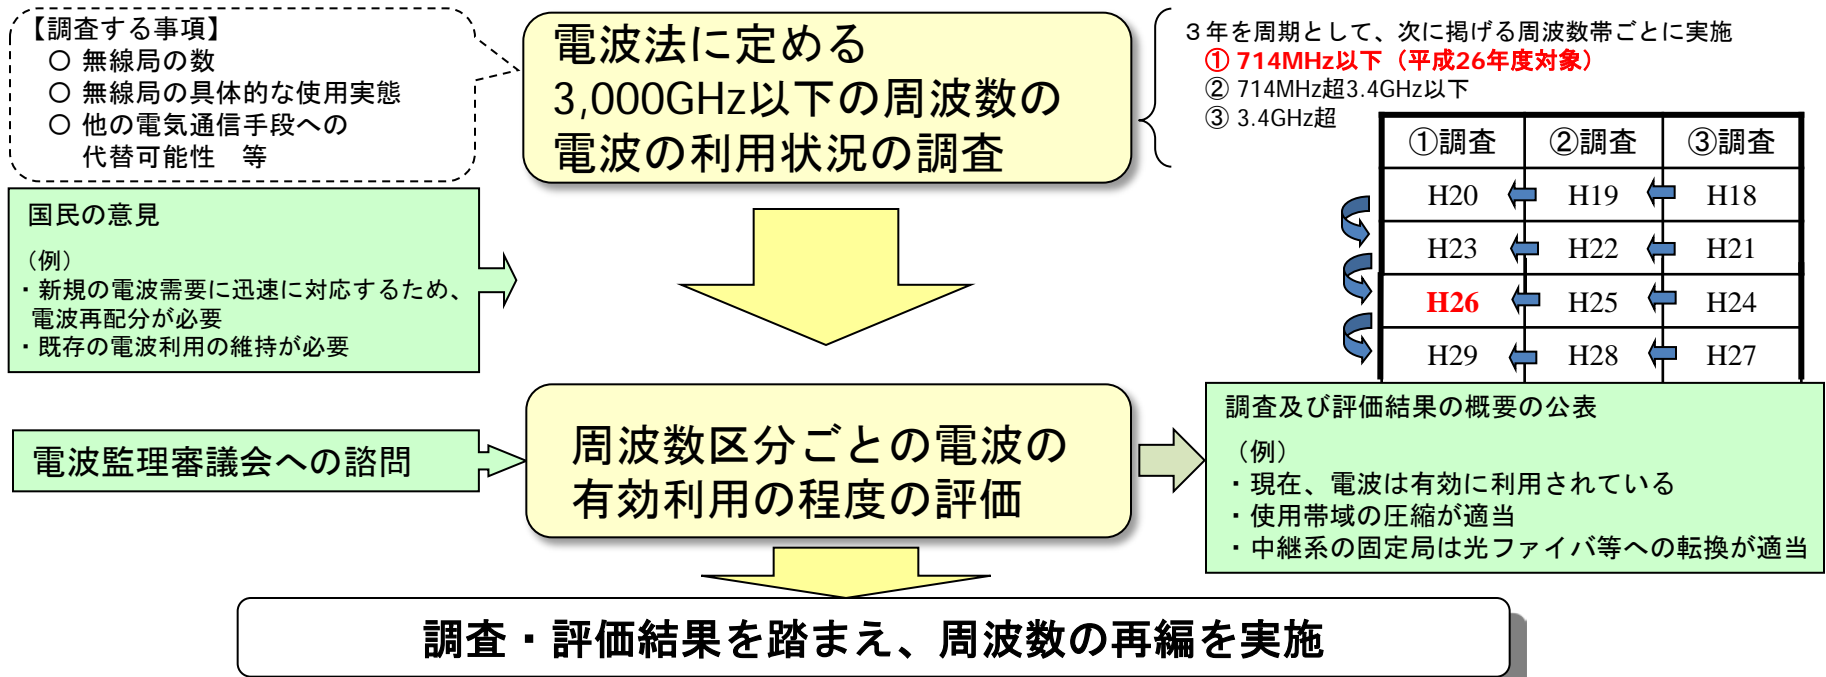 【調査する事項】
○ 無線局の数
○ 無線局の具体的な使用実態
○ 他の電気通信手段への
代替可能性　等
電波法に定める
3,000GHz以下の周波数の
電波の利用状況の調査
３年を周期として、次に掲げる周波数帯ごとに実施
① 714MHz以下（平成26年度対象）
② 714MHz超3.4GHz以下
③ 3.4GHz超
①調査 ②調査 ③調査
H20 H19 H18
H23 H22 H21
H26 H25 H24
H29 H28 H27
国民の意見
（例）
・新規の電波需要に迅速に対応するため、
電波再配分が必要
・既存の電波利用の維持が必要
電波監理審議会への諮問
周波数区分ごとの電波の
有効利用の程度の評価
調査及び評価結果の概要の公表
（例）
・現在、電波は有効に利用されている
・使用帯域の圧縮が適当
・中継系の固定局は光ファイバ等への転換が適当
調査・評価結果を踏まえ、周波数の再編を実施